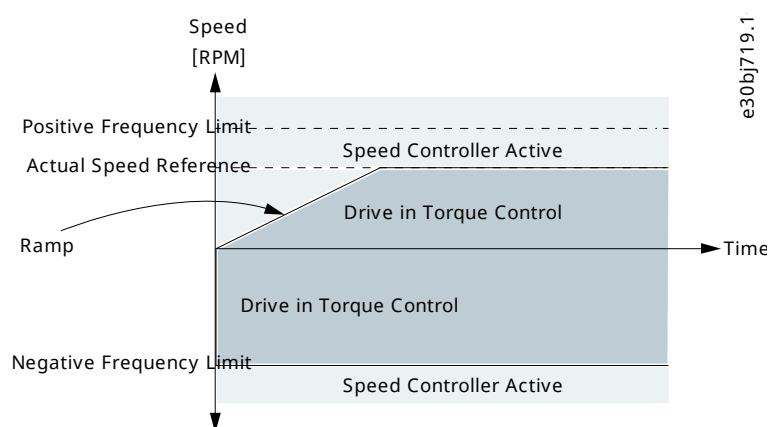 Speed
[RPM]
e30bj719.1
Positive Frequency Limit
Speed Controller Active
Actual Speed Reference
Drive in Torque Control
Ramp
Time
Drive in Torque Control
Negative Frequency Limit
Speed Controller Active